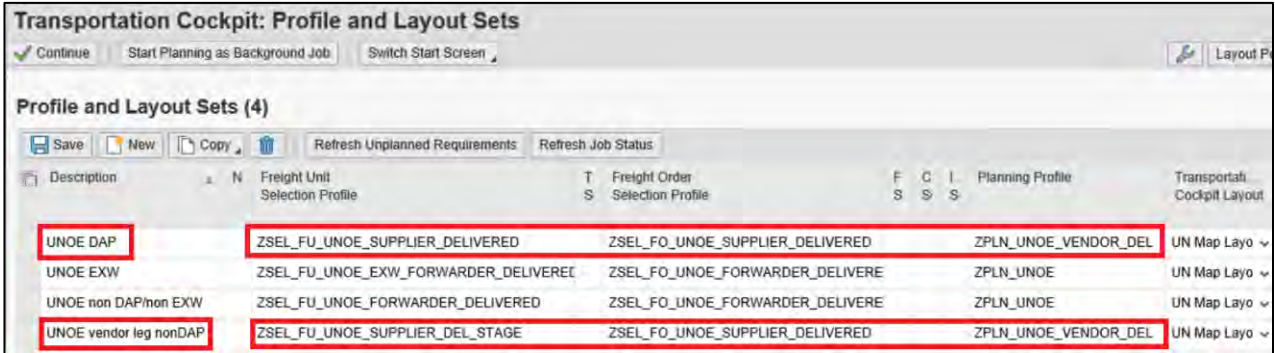 Transportation Cockpit: Profile and Layout Sets
Continue Start Planning as Background Job Switch Start Screen Layout Pe
Profile and Layout Sets (4)
Save New Copy Refresh Unplanned Requirements Refresh Job Status
Description N Freight Unit T Freight Order F C I. Planning Profile Transportati...
Selection Profile S Selection Profile S S S Cockpit Layout
UNOE DAP ZSEL_FU_UNOE_SUPPLIER_DELIVERED ZSEL_FO_UNOE_SUPPLIER_DELIVERED ZPLN_UNOE_VENDOR_DEL UN Map Layo
UNOE EXW ZSEL_FU_UNOE_EXW_FORWARDER_DELIVERED ZSEL_FO_UNOE_FORWARDER_DELIVERE ZPLN_UNOE UN Map Layo
UNOE non DAP/non EXW ZSEL_FU_UNOE_FORWARDER_DELIVERED ZSEL_FO_UNOE_FORWARDER_DELIVERE ZPLN_UNOE UN Map Layo
UNOE vendor leg nonDAP ZSEL_FU_UNOE_SUPPLIER_DEL_STAGE ZSEL_FO_UNOE_SUPPLIER_DELIVERED ZPLN_UNOE_VENDOR_DEL UN Map Layo